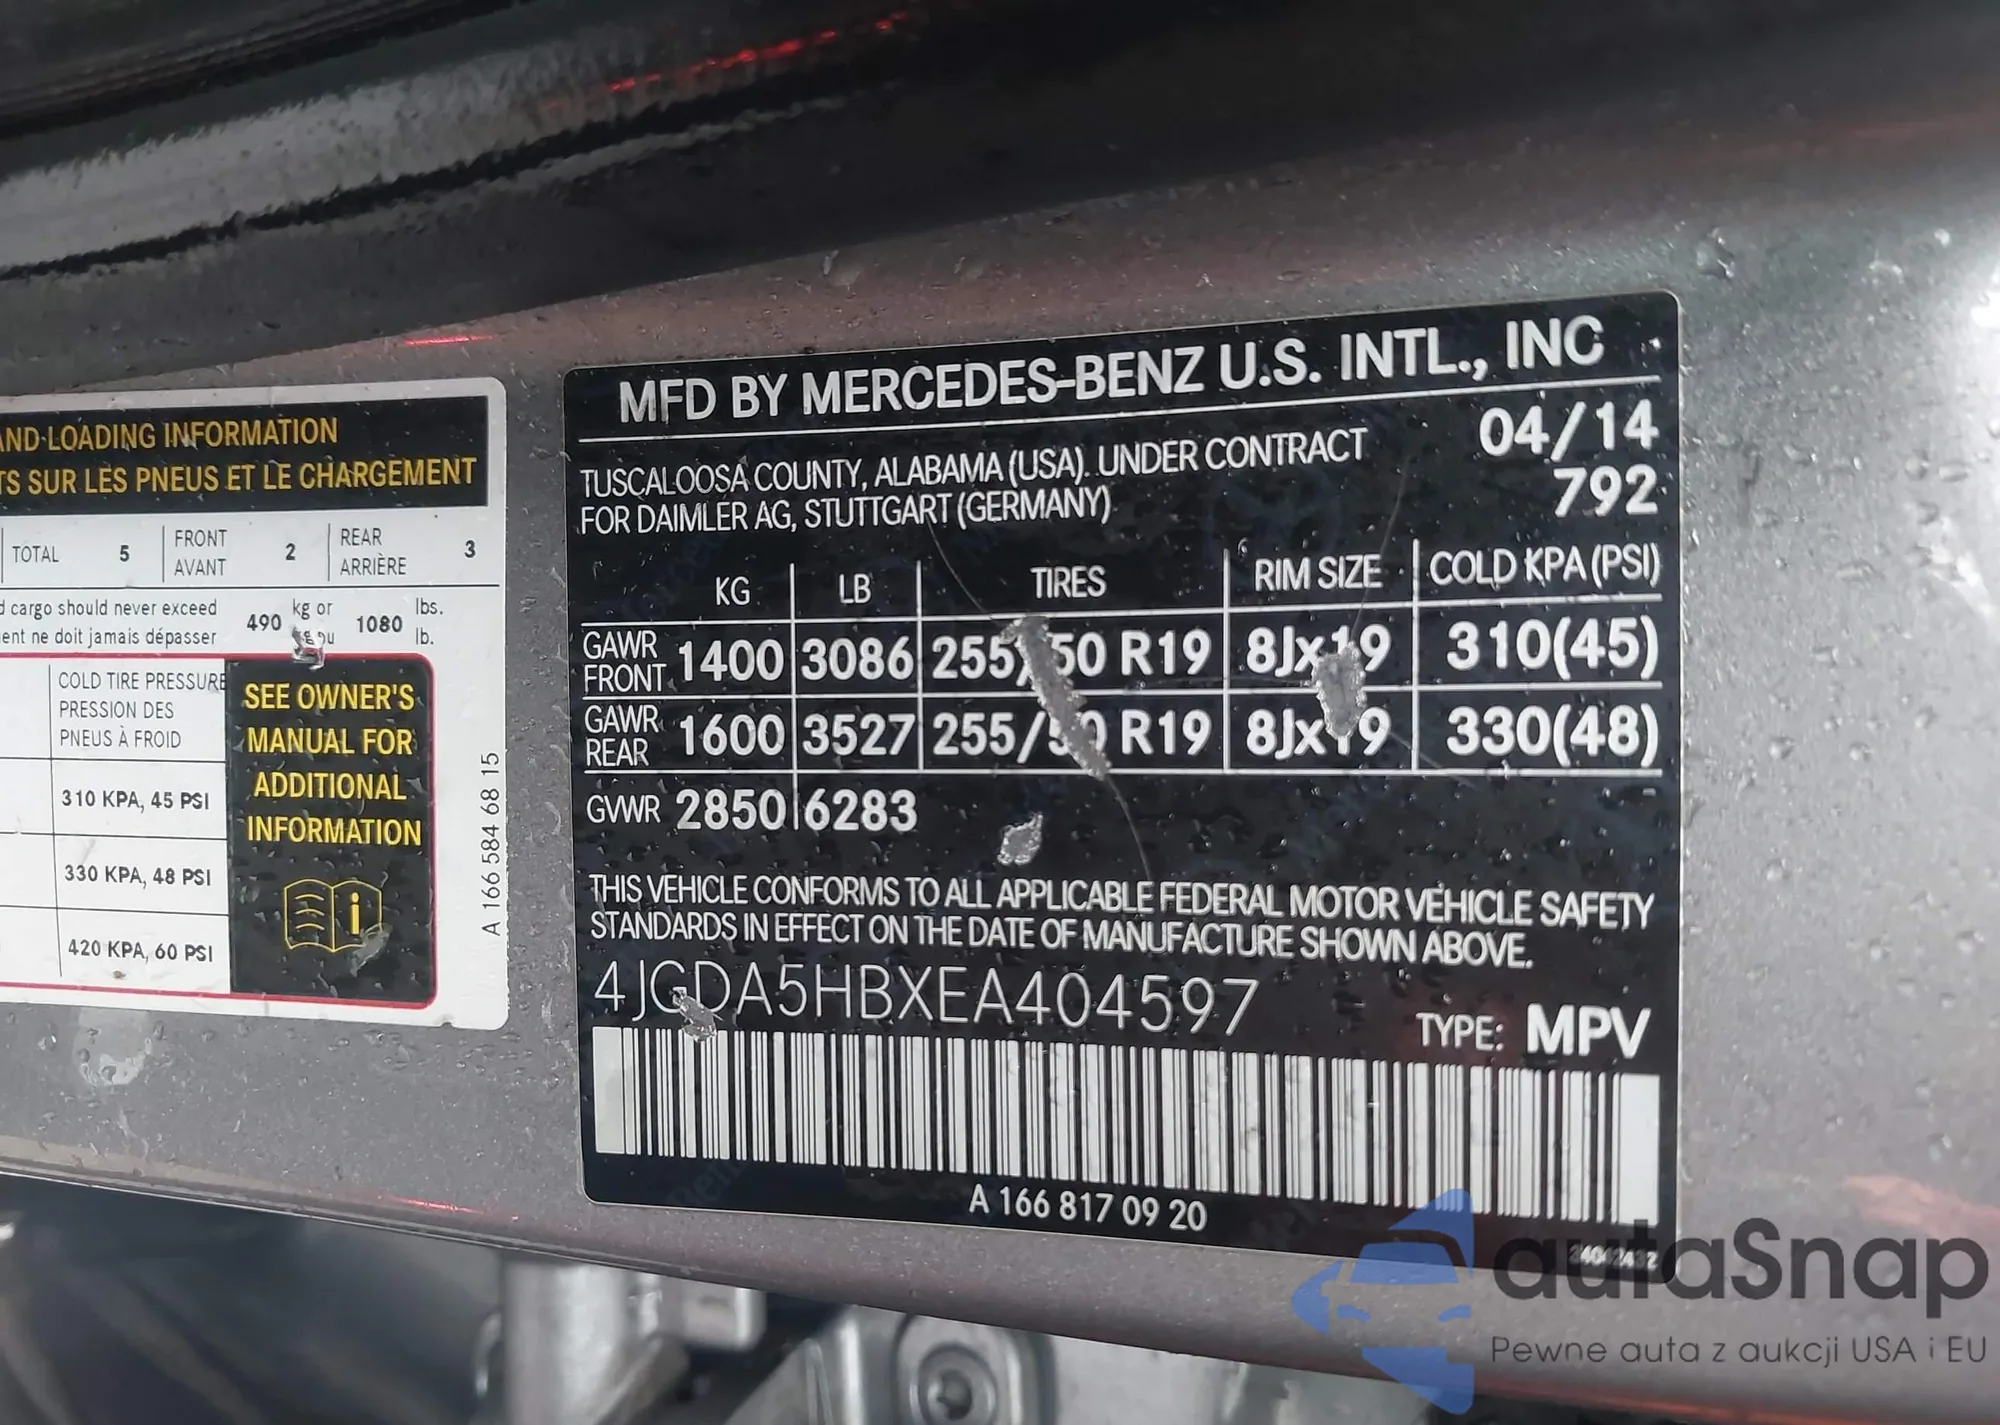 AND LOADING INFORMATION
TS SUR LES PNEUS ET LE CHARGEMENT
TOTAL 5 FRONT AVANT 2 REAR ARRIÈRE 3
cargo should never exceed 490 kg or 1080 lbs.
ne doit jamais dépasser lb.
COLD TIRE PRESSURE
PRESSION DES
PNEUS À FROID
310 KPA, 45 PSI
330 KPA, 48 PSI
420 KPA, 60 PSI
SEE OWNER'S
MANUAL FOR
ADDITIONAL
INFORMATION
A 166 584 68 15
MFD BY MERCEDES-BENZ U.S. INTL., INC
04/14
TUSCALOOSA COUNTY, ALABAMA (USA). UNDER CONTRACT
FOR DAIMLER AG, STUTTGART (GERMANY)
792
KG LB TIRES RIM SIZE COLD KPA (PSI)
GAWR FRONT 1400 3086 255/50 R19 8Jx19 310(45)
GAWR REAR 1600 3527 255/50 R19 8Jx19 330(48)
GVWR 2850 6283
THIS VEHICLE CONFORMS TO ALL APPLICABLE FEDERAL MOTOR VEHICLE SAFETY
STANDARDS IN EFFECT ON THE DATE OF MANUFACTURE SHOWN ABOVE.
4JGDA5HBXEA404597
TYPE: MPV
A 166 817 09 20
autaSnap
Pewne auta z aukcji USA i EU